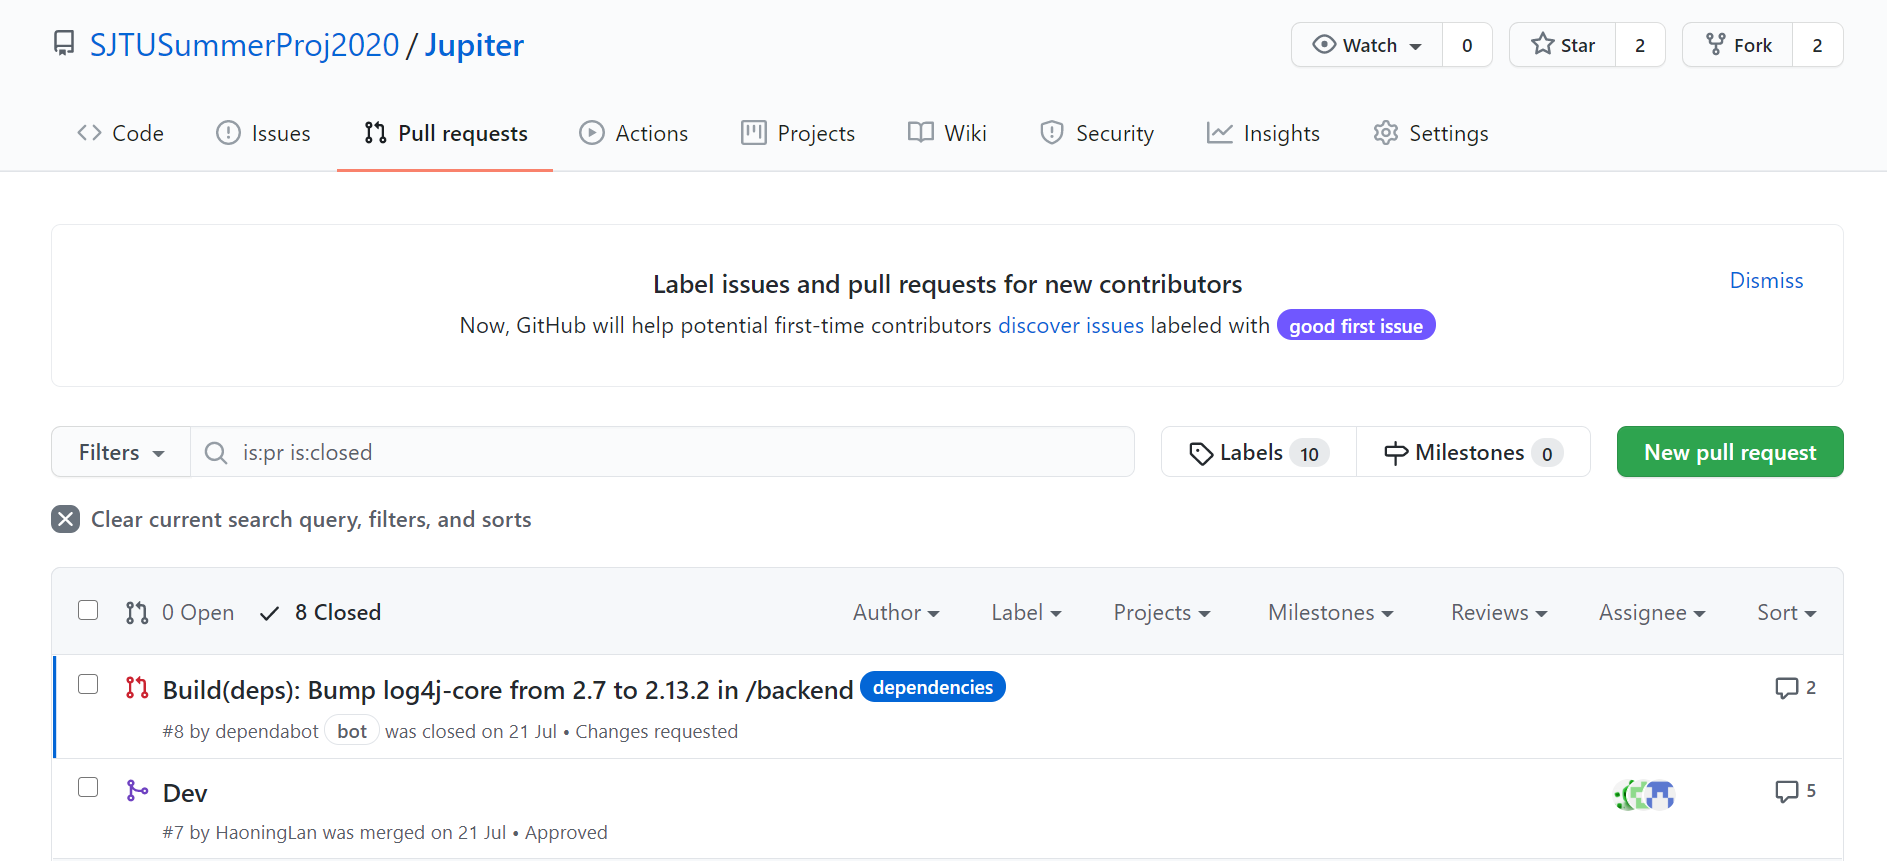 SJTUSummerProj2020 / Jupiter
Watch 0 Star 2 Fork 2
Code Issues Pull requests Actions Projects Wiki Security Insights Settings
Label issues and pull requests for new contributors
Dismiss
Now, GitHub will help potential first-time contributors discover issues labeled with good first issue
Filters is:pr is:closed Labels 10 Milestones 0 New pull request
Clear current search query, filters, and sorts
0 Open 8 Closed Author Label Projects Milestones Reviews Assignee Sort
Build(deps): Bump log4j-core from 2.7 to 2.13.2 in /backend dependencies 2
#8 by dependabot bot was closed on 21 Jul • Changes requested
Dev 5
#7 by HaoningLan was merged on 21 Jul • Approved